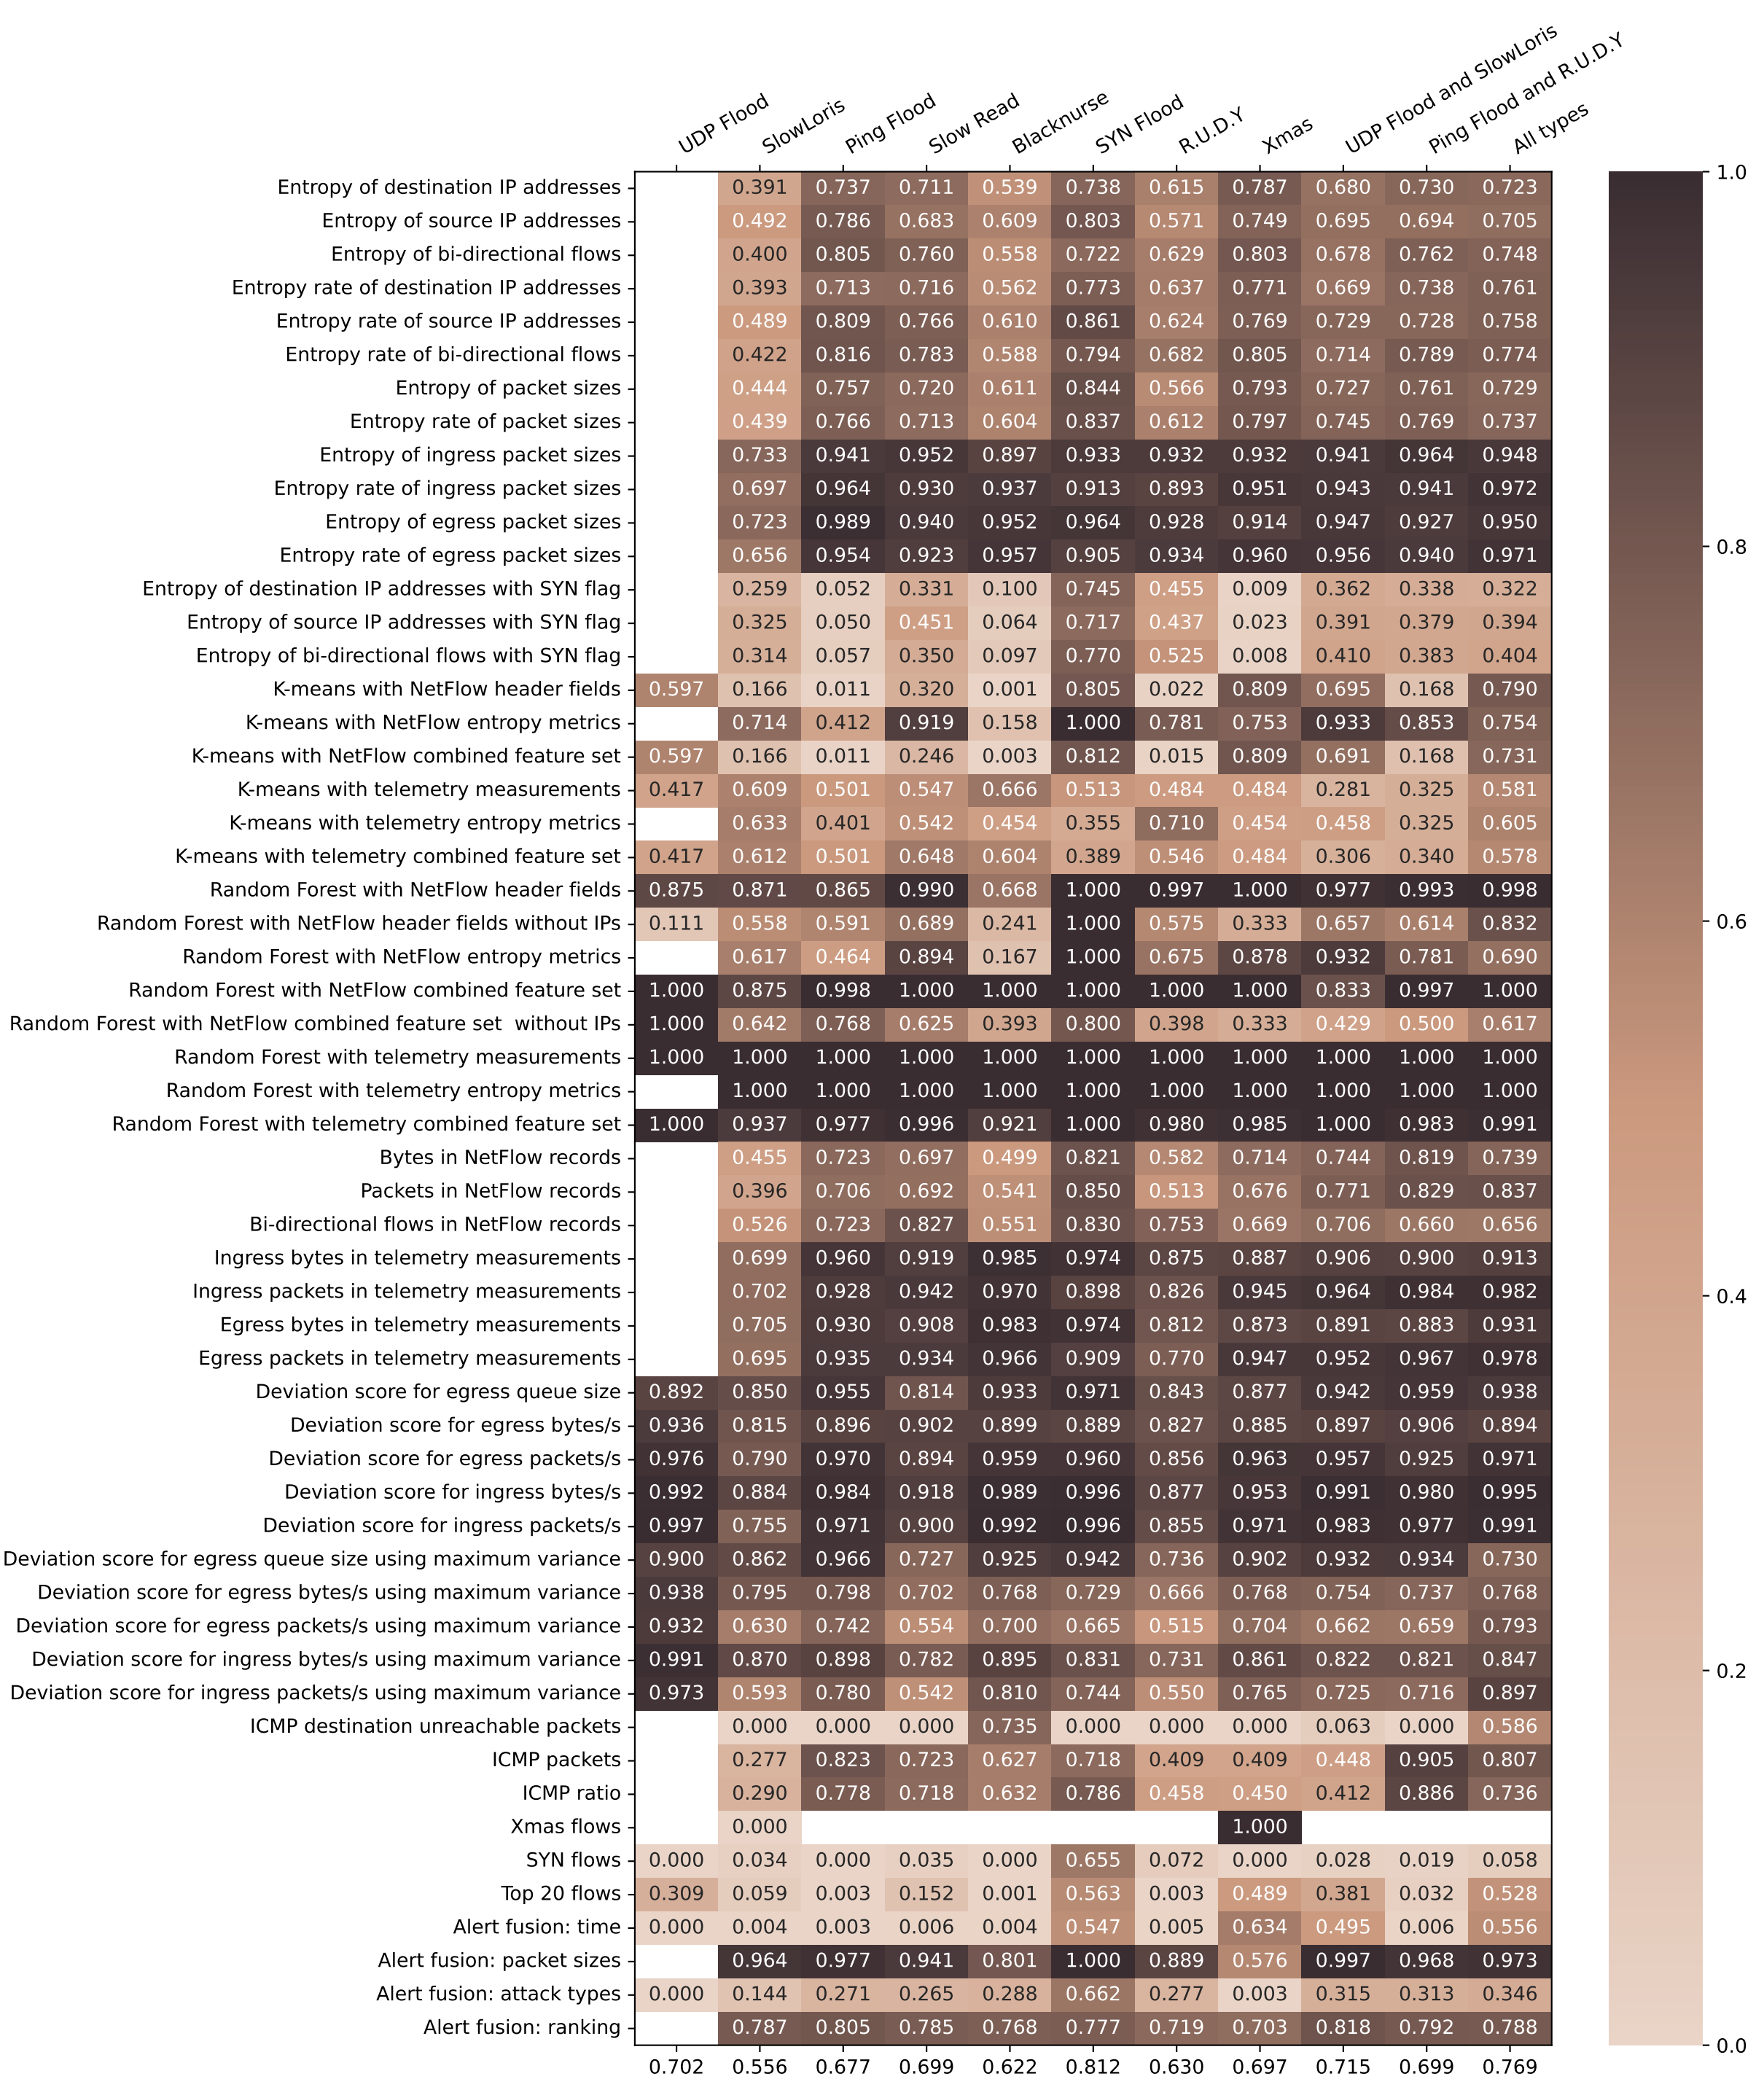 UDP Flood SlowLoris Ping Flood Slow Read Blacknurse SYN Flood R.U.D.Y Xmas UDP Flood and SlowLoris Ping Flood and R.U.D.Y All types
Entropy of destination IP addresses 0.391 0.737 0.711 0.539 0.738 0.615 0.787 0.680 0.730 0.723
Entropy of source IP addresses 0.492 0.786 0.683 0.609 0.803 0.571 0.749 0.695 0.694 0.705
Entropy of bi-directional flows 0.400 0.805 0.760 0.558 0.722 0.629 0.803 0.678 0.762 0.748
Entropy rate of destination IP addresses 0.393 0.713 0.716 0.562 0.773 0.637 0.771 0.669 0.738 0.761
Entropy rate of source IP addresses 0.489 0.809 0.766 0.610 0.861 0.624 0.769 0.729 0.728 0.758
Entropy rate of bi-directional flows 0.422 0.816 0.783 0.588 0.794 0.682 0.805 0.714 0.789 0.774
Entropy of packet sizes 0.444 0.757 0.720 0.611 0.844 0.566 0.793 0.727 0.761 0.729
Entropy rate of packet sizes 0.439 0.766 0.713 0.604 0.837 0.612 0.797 0.745 0.769 0.737
Entropy of ingress packet sizes 0.733 0.941 0.952 0.897 0.933 0.932 0.932 0.941 0.964 0.948
Entropy rate of ingress packet sizes 0.697 0.964 0.930 0.937 0.913 0.893 0.951 0.943 0.941 0.972
Entropy of egress packet sizes 0.723 0.989 0.940 0.952 0.964 0.928 0.914 0.947 0.927 0.950
Entropy rate of egress packet sizes 0.656 0.954 0.923 0.957 0.905 0.934 0.960 0.956 0.940 0.971
Entropy of destination IP addresses with SYN flag 0.259 0.052 0.331 0.100 0.745 0.455 0.009 0.362 0.338 0.322
Entropy of source IP addresses with SYN flag 0.325 0.050 0.451 0.064 0.717 0.437 0.023 0.391 0.379 0.394
Entropy of bi-directional flows with SYN flag 0.314 0.057 0.350 0.097 0.770 0.525 0.008 0.410 0.383 0.404
K-means with NetFlow header fields 0.597 0.166 0.011 0.320 0.001 0.805 0.022 0.809 0.695 0.168 0.790
K-means with NetFlow entropy metrics 0.714 0.412 0.919 0.158 1.000 0.781 0.753 0.933 0.853 0.754
K-means with NetFlow combined feature set 0.597 0.166 0.011 0.246 0.003 0.812 0.015 0.809 0.691 0.168 0.731
K-means with telemetry measurements 0.417 0.609 0.501 0.547 0.666 0.513 0.484 0.484 0.281 0.325 0.581
K-means with telemetry entropy metrics 0.633 0.401 0.542 0.454 0.355 0.710 0.454 0.458 0.325 0.605
K-means with telemetry combined feature set 0.417 0.612 0.501 0.648 0.604 0.389 0.546 0.484 0.306 0.340 0.578
Random Forest with NetFlow header fields 0.875 0.871 0.865 0.990 0.668 1.000 0.997 1.000 0.977 0.993 0.998
Random Forest with NetFlow header fields without IPs 0.111 0.558 0.591 0.689 0.241 1.000 0.575 0.333 0.657 0.614 0.832
Random Forest with NetFlow entropy metrics 0.617 0.464 0.894 0.167 1.000 0.675 0.878 0.932 0.781 0.690
Random Forest with NetFlow combined feature set 1.000 0.875 0.998 1.000 1.000 1.000 1.000 1.000 0.833 0.997 1.000
Random Forest with NetFlow combined feature set without IPs 1.000 0.642 0.768 0.625 0.393 0.800 0.398 0.333 0.429 0.500 0.617
Random Forest with telemetry measurements 1.000 1.000 1.000 1.000 1.000 1.000 1.000 1.000 1.000 1.000 1.000
Random Forest with telemetry entropy metrics 1.000 1.000 1.000 1.000 1.000 1.000 1.000 1.000 1.000 1.000
Random Forest with telemetry combined feature set 1.000 0.937 0.977 0.996 0.921 1.000 0.980 0.985 1.000 0.983 0.991
Bytes in NetFlow records 0.455 0.723 0.697 0.499 0.821 0.582 0.714 0.744 0.819 0.739
Packets in NetFlow records 0.396 0.706 0.692 0.541 0.850 0.513 0.676 0.771 0.829 0.837
Bi-directional flows in NetFlow records 0.526 0.723 0.827 0.551 0.830 0.753 0.669 0.706 0.660 0.656
Ingress bytes in telemetry measurements 0.699 0.960 0.919 0.985 0.974 0.875 0.887 0.906 0.900 0.913
Ingress packets in telemetry measurements 0.702 0.928 0.942 0.970 0.898 0.826 0.945 0.964 0.984 0.982
Egress bytes in telemetry measurements 0.705 0.930 0.908 0.983 0.974 0.812 0.873 0.891 0.883 0.931
Egress packets in telemetry measurements 0.695 0.935 0.934 0.966 0.909 0.770 0.947 0.952 0.967 0.978
Deviation score for egress queue size 0.892 0.850 0.955 0.814 0.933 0.971 0.843 0.877 0.942 0.959 0.938
Deviation score for egress bytes/s 0.936 0.815 0.896 0.902 0.899 0.889 0.827 0.885 0.897 0.906 0.894
Deviation score for egress packets/s 0.976 0.790 0.970 0.894 0.959 0.960 0.856 0.963 0.957 0.925 0.971
Deviation score for ingress bytes/s 0.992 0.884 0.984 0.918 0.989 0.996 0.877 0.953 0.991 0.980 0.995
Deviation score for ingress packets/s 0.997 0.755 0.971 0.900 0.992 0.996 0.855 0.971 0.983 0.977 0.991
Deviation score for egress queue size using maximum variance 0.900 0.862 0.966 0.727 0.925 0.942 0.736 0.902 0.932 0.934 0.730
Deviation score for egress bytes/s using maximum variance 0.938 0.795 0.798 0.702 0.768 0.729 0.666 0.768 0.754 0.737 0.768
Deviation score for egress packets/s using maximum variance 0.932 0.630 0.742 0.554 0.700 0.665 0.515 0.704 0.662 0.659 0.793
Deviation score for ingress bytes/s using maximum variance 0.991 0.870 0.898 0.782 0.895 0.831 0.731 0.861 0.822 0.821 0.847
Deviation score for ingress packets/s using maximum variance 0.973 0.593 0.780 0.542 0.810 0.744 0.550 0.765 0.725 0.716 0.897
ICMP destination unreachable packets 0.000 0.000 0.000 0.735 0.000 0.000 0.000 0.063 0.000 0.586
ICMP packets 0.277 0.823 0.723 0.627 0.718 0.409 0.409 0.448 0.905 0.807
ICMP ratio 0.290 0.778 0.718 0.632 0.786 0.458 0.450 0.412 0.886 0.736
Xmas flows 0.000 1.000
SYN flows 0.000 0.034 0.000 0.035 0.000 0.655 0.072 0.000 0.028 0.019 0.058
Top 20 flows 0.309 0.059 0.003 0.152 0.001 0.563 0.003 0.489 0.381 0.032 0.528
Alert fusion: time 0.000 0.004 0.003 0.006 0.004 0.547 0.005 0.634 0.495 0.006 0.556
Alert fusion: packet sizes 0.964 0.977 0.941 0.801 1.000 0.889 0.576 0.997 0.968 0.973
Alert fusion: attack types 0.000 0.144 0.271 0.265 0.288 0.662 0.277 0.003 0.315 0.313 0.346
Alert fusion: ranking 0.787 0.805 0.785 0.768 0.777 0.719 0.703 0.818 0.792 0.788
0.702 0.556 0.677 0.699 0.622 0.812 0.630 0.697 0.715 0.699 0.769
1.0
0.8
0.6
0.4
0.2
0.0